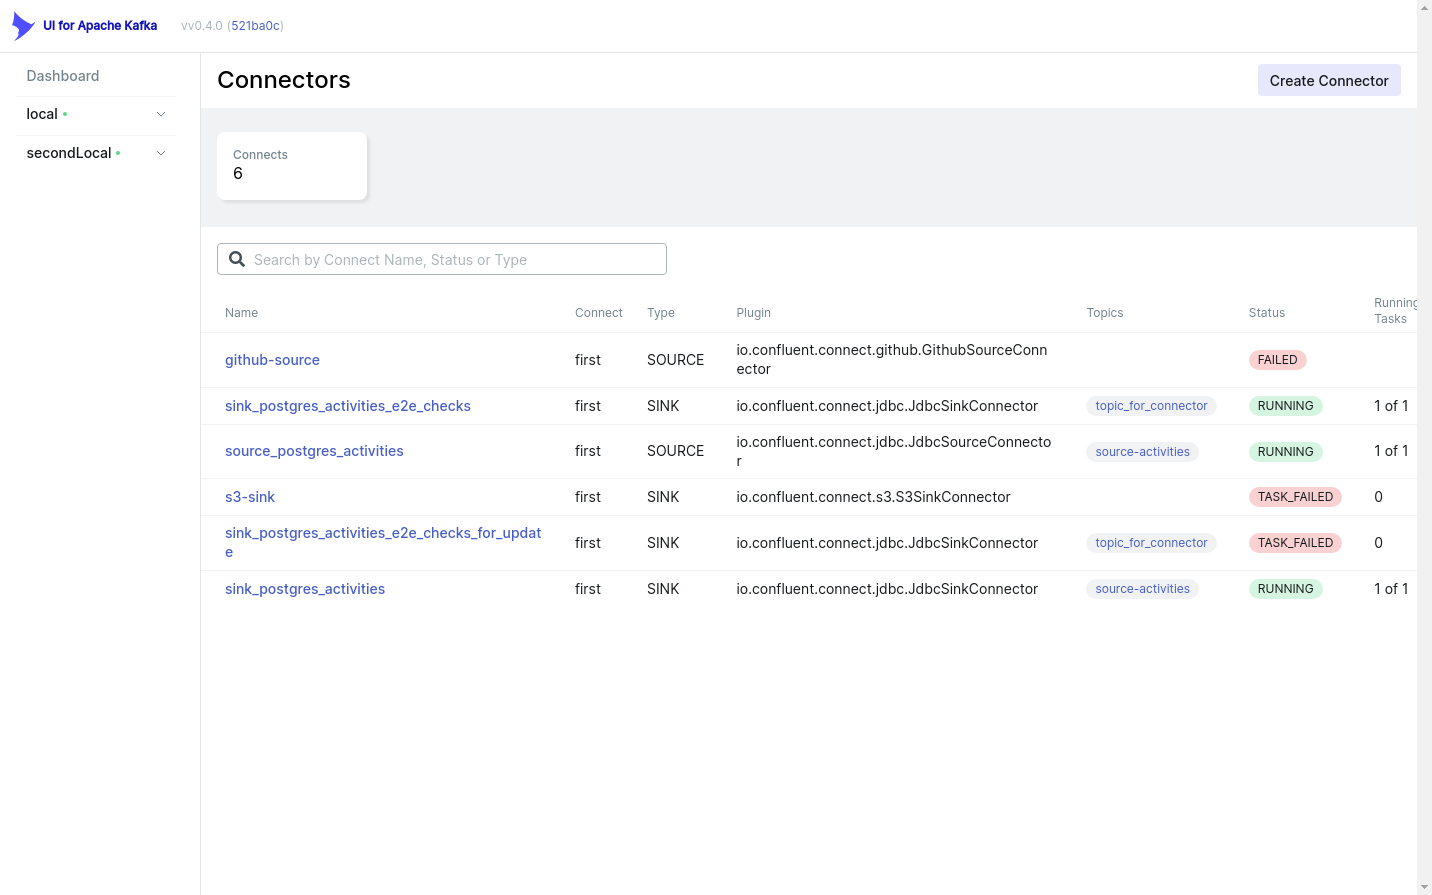 UI for Apache Kafka
vv0.4.0 (521ba0c)
Dashboard
local
secondLocal
Connectors
Create Connector
Connects
6
Search by Connect Name, Status or Type
Name Connect Type Plugin Topics Status Running Tasks
github-source first SOURCE io.confluent.connect.github.GithubSourceConn
ector FAILED
sink_postgres_activities_e2e_checks first SINK io.confluent.connect.jdbc.JdbcSinkConnector topic_for_connector RUNNING 1 of 1
source_postgres_activities first SOURCE io.confluent.connect.jdbc.JdbcSourceConnecto
r source-activities RUNNING 1 of 1
s3-sink first SINK io.confluent.connect.s3.S3SinkConnector TASK_FAILED 0
sink_postgres_activities_e2e_checks_for_updat
e first SINK io.confluent.connect.jdbc.JdbcSinkConnector topic_for_connector TASK_FAILED 0
sink_postgres_activities first SINK io.confluent.connect.jdbc.JdbcSinkConnector source-activities RUNNING 1 of 1